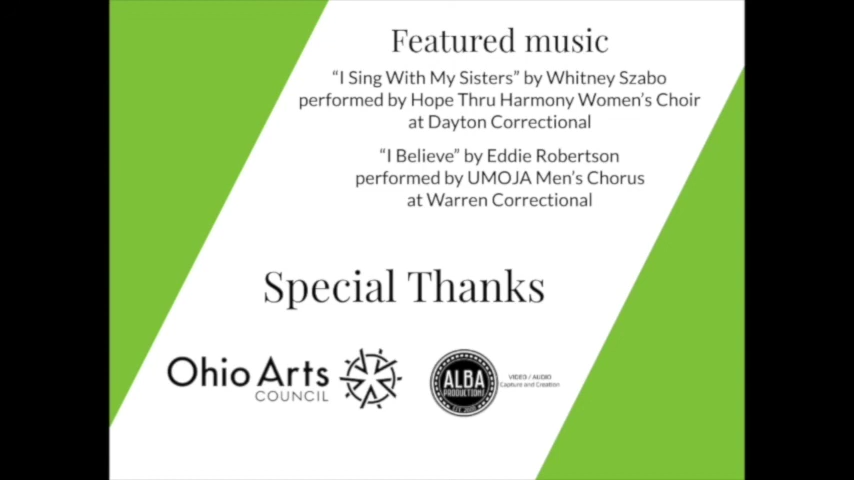 Featured music
“I Sing With My Sisters” by Whitney Szabo
performed by Hope Thru Harmony Women’s Choir
at Dayton Correctional
“I Believe” by Eddie Robertson
performed by UMOJA Men’s Chorus
at Warren Correctional
Special Thanks
Ohio Arts
COUNCIL
ALBA
PRODUCTIONS
VIDEO / AUDIO
Capture and Creation